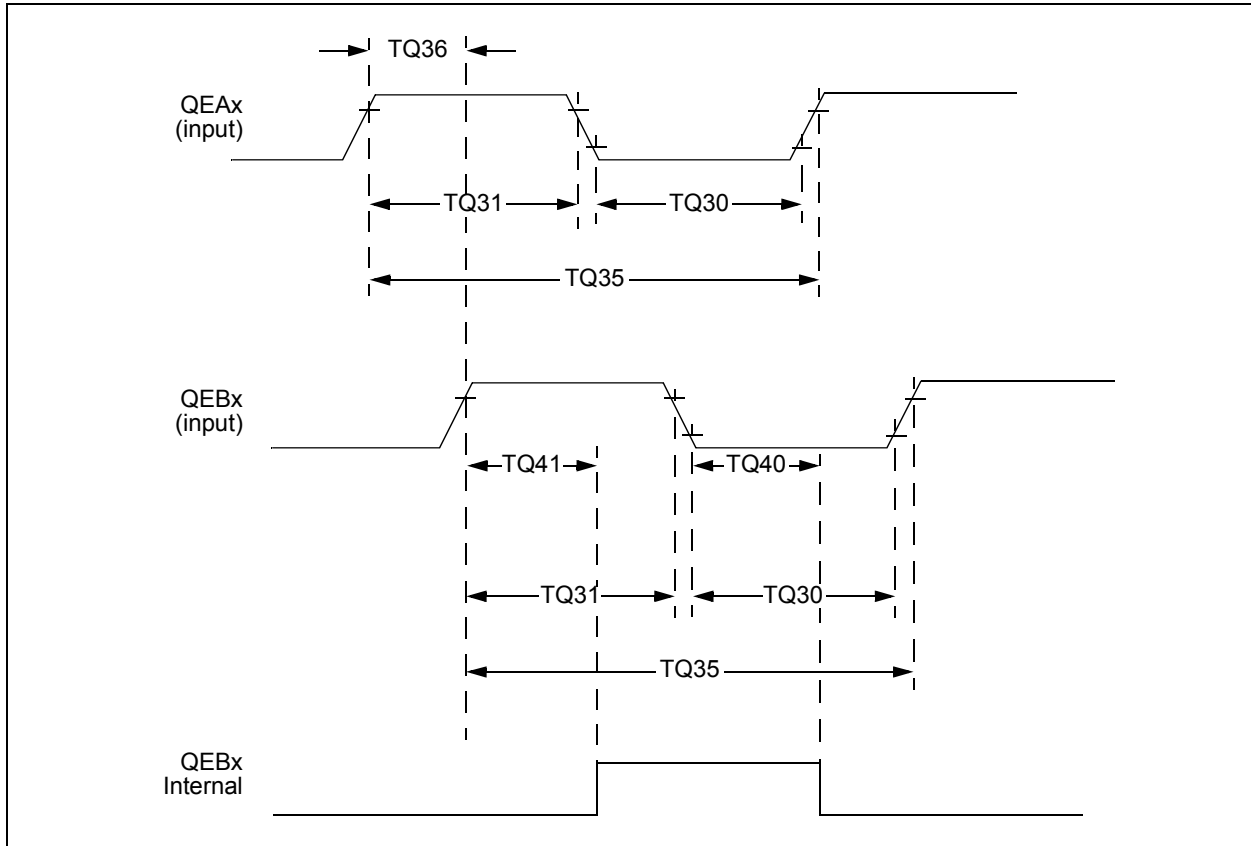 TQ36
QEAx
(input)
TQ31
TQ30
TQ35
QEBx
(input)
TQ41
TQ40
TQ31
TQ30
TQ35
QEBx
Internal